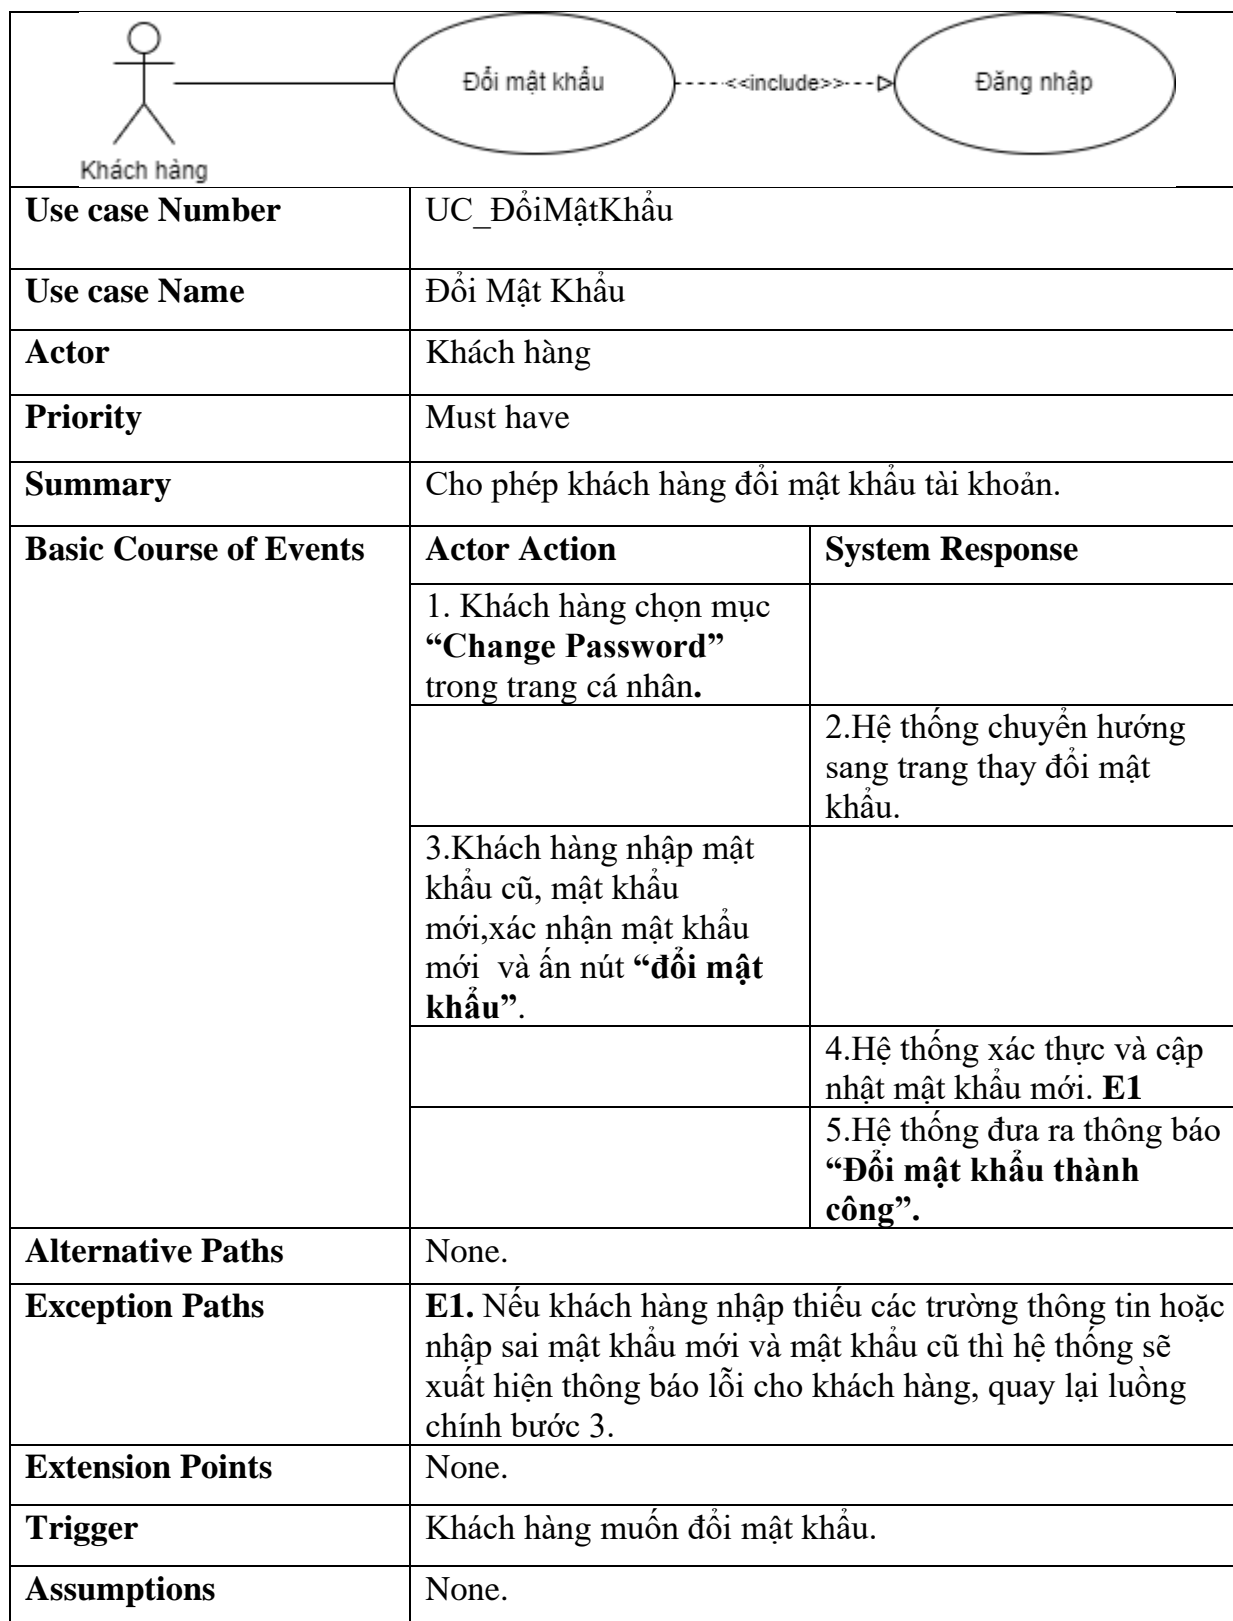 Đổi mật khẩu
<<include>>
Đăng nhập
Khách hàng
Use case Number
UC_ĐổiMậtKhẩu
Use case Name
Đổi Mật Khẩu
Actor
Khách hàng
Priority
Must have
Summary
Cho phép khách hàng đổi mật khẩu tài khoản.
Basic Course of Events
Actor Action
System Response
1. Khách hàng chọn mục
“Change Password”
trong trang cá nhân.
2.Hệ thống chuyển hướng
sang trang thay đổi mật
khẩu.
3.Khách hàng nhập mật
khẩu cũ, mật khẩu
mới,xác nhận mật khẩu
mới  và ấn nút “đổi mật
khẩu”.
4.Hệ thống xác thực và cập
nhật mật khẩu mới. E1
5.Hệ thống đưa ra thông báo
“Đổi mật khẩu thành
công”.
Alternative Paths
None.
Exception Paths
E1. Nếu khách hàng nhập thiếu các trường thông tin hoặc
nhập sai mật khẩu mới và mật khẩu cũ thì hệ thống sẽ
xuất hiện thông báo lỗi cho khách hàng, quay lại luồng
chính bước 3.
Extension Points
None.
Trigger
Khách hàng muốn đổi mật khẩu.
Assumptions
None.